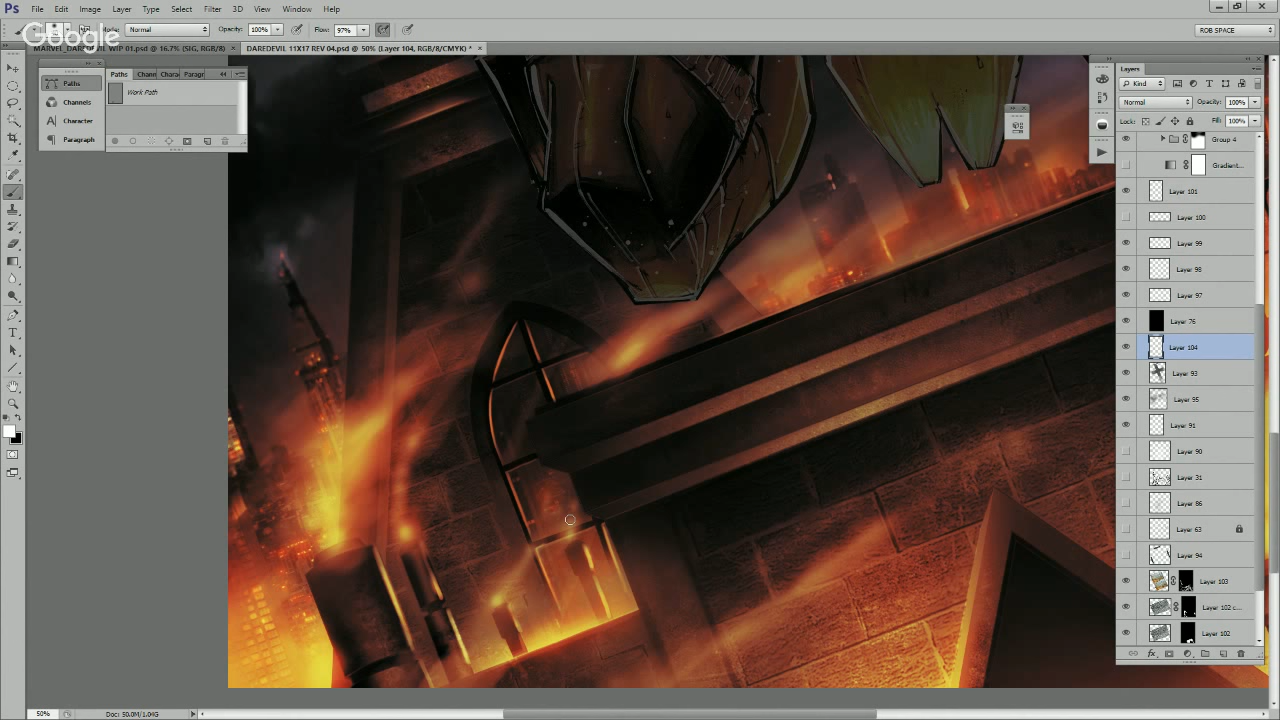 Ps File Edit Image Layer Type Select Filter 3D View Window Help
Mode: Normal Opacity: 100% Flow: 97% ROB SPACE
Google
MARVEL_DAREDEVIL WIP 01.psd @ 16.7% (SIG, RGB/8) × DAREDEVIL 11X17 REV 04.psd @ 50% (Layer 104, RGB/8/CMYK) * ×
Paths
Channels
Character
Paragraph
Paths Chann Chara Paragr
Work Path
Layers
Kind
Normal Opacity: 100%
Lock: Fill: 100%
Group 4
Gradient...
Layer 101
Layer 100
Layer 99
Layer 98
Layer 97
Layer 76
Layer 104
Layer 93
Layer 95
Layer 91
Layer 90
Layer 31
Layer 86
Layer 63
Layer 94
Layer 103
Layer 102 c...
Layer 102
50% Doc: 50.0M/1.04G